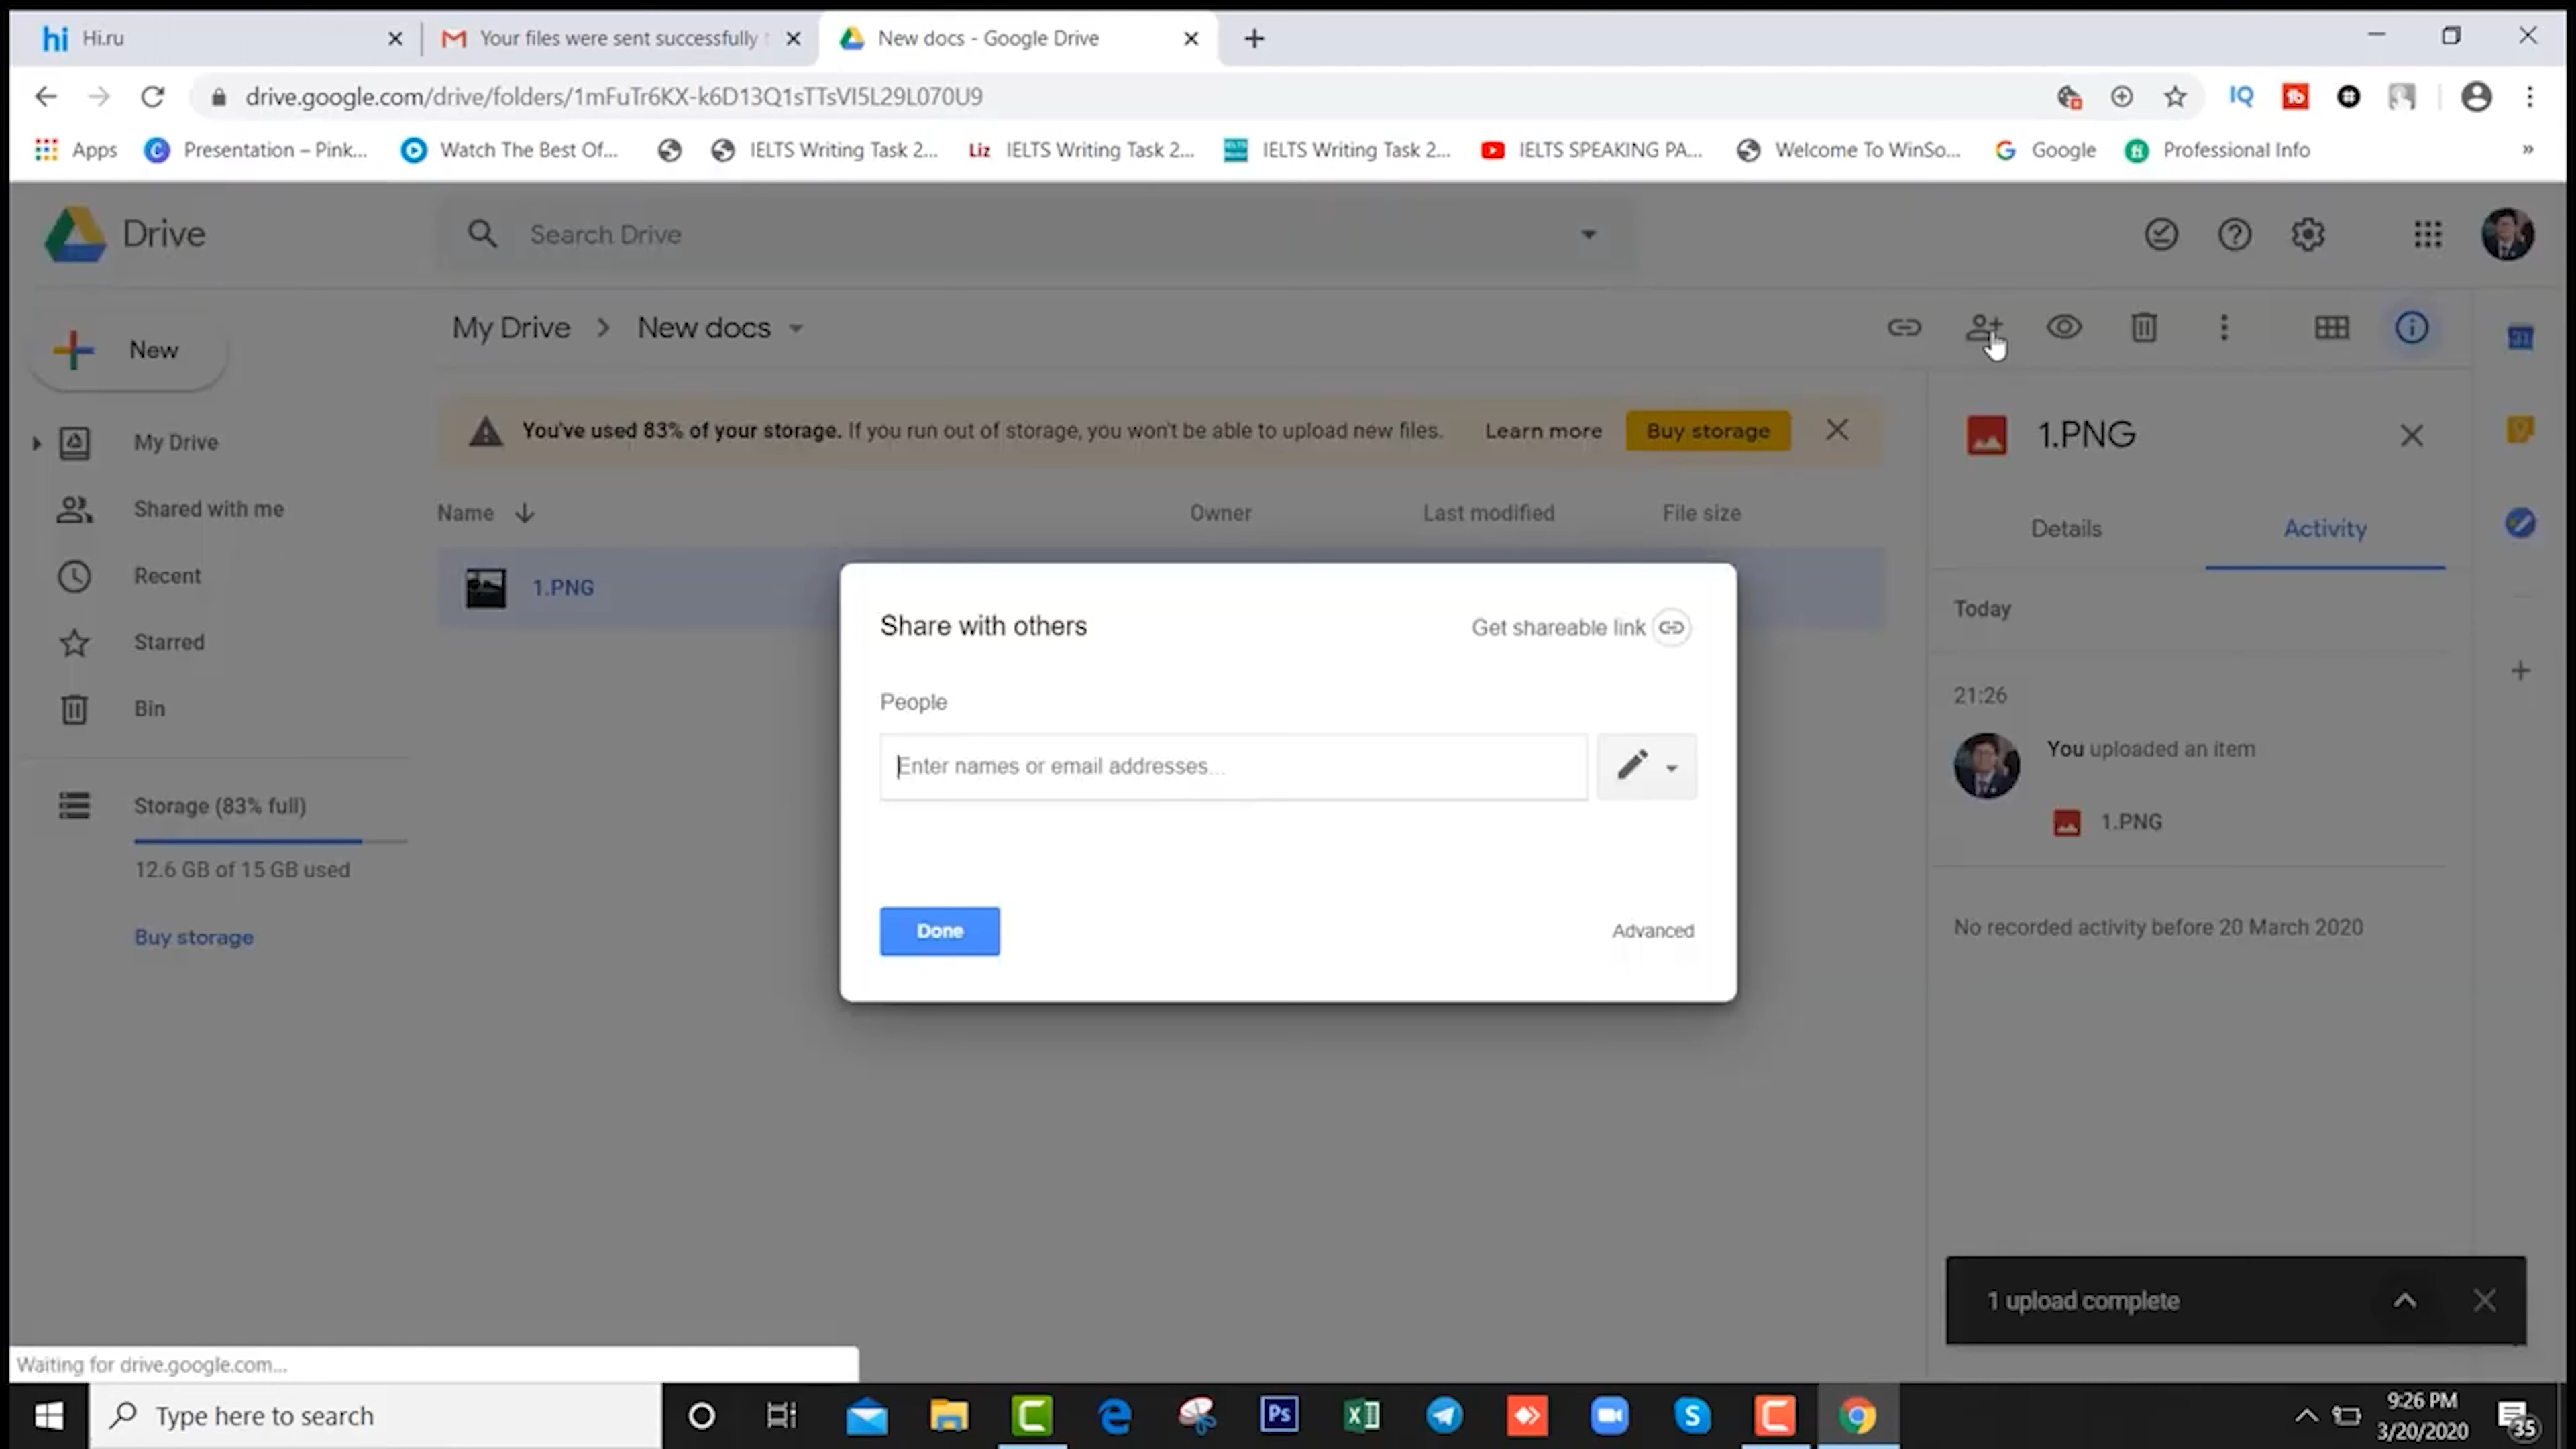 Hi.ru
Your files were sent successfully
New docs - Google Drive
drive.google.com/drive/folders/1mFuTr6KX-k6D13Q1sTTsVI5L29L070U9
Apps
Presentation – Pink...
Watch The Best Of...
IELTS Writing Task 2...
Liz IELTS Writing Task 2...
IELTS Writing Task 2...
IELTS SPEAKING PA...
Welcome To WinSo...
Google
Professional Info
»
Drive
Search Drive
New
My Drive > New docs
You've used 83% of your storage. If you run out of storage, you won't be able to upload new files.
Learn more
Buy storage
1.PNG
My Drive
Shared with me
Recent
Starred
Bin
Storage (83% full)
12.6 GB of 15 GB used
Buy storage
Name
Owner
Last modified
File size
1.PNG
Details
Activity
Today
21:26
You uploaded an item
1.PNG
No recorded activity before 20 March 2020
Share with others
Get shareable link
People
Enter names or email addresses...
Done
Advanced
1 upload complete
Waiting for drive.google.com...
Type here to search
9:26 PM
3/20/2020
35